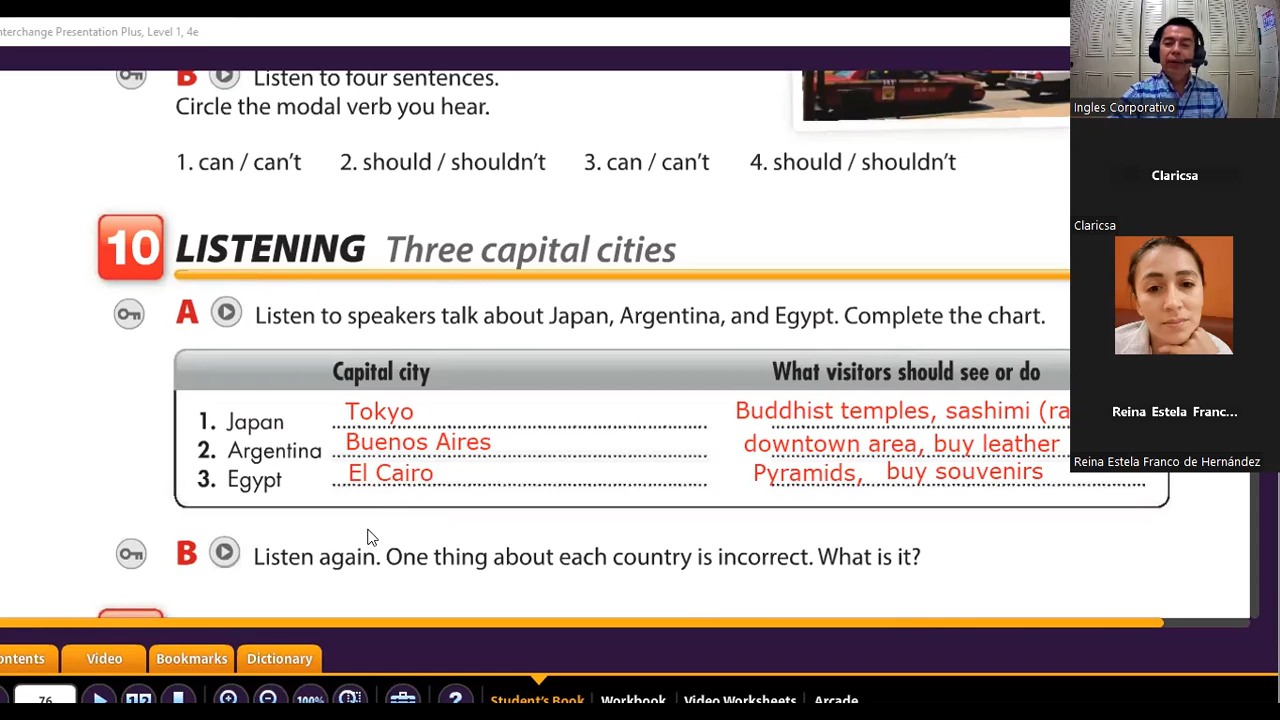 nterchange Presentation Plus, Level 1, 4e
B Listen to four sentences.
Circle the modal verb you hear.
1. can / can't 2. should / shouldn't 3. can / can't 4. should / shouldn't
10 LISTENING Three capital cities
A Listen to speakers talk about Japan, Argentina, and Egypt. Complete the chart.
Capital city What visitors should see or do
1. Japan Tokyo Buddhist temples, sashimi (ra
2. Argentina Buenos Aires downtown area, buy leather
3. Egypt El Cairo Pyramids, buy souvenirs
B Listen again. One thing about each country is incorrect. What is it?
ontents Video Bookmarks Dictionary
76 100% ? Student's Book Workbook Video Worksheets Arcade
Ingles Corporativo
Claricsa
Claricsa
Reina Estela Franc...
Reina Estela Franco de Hernández